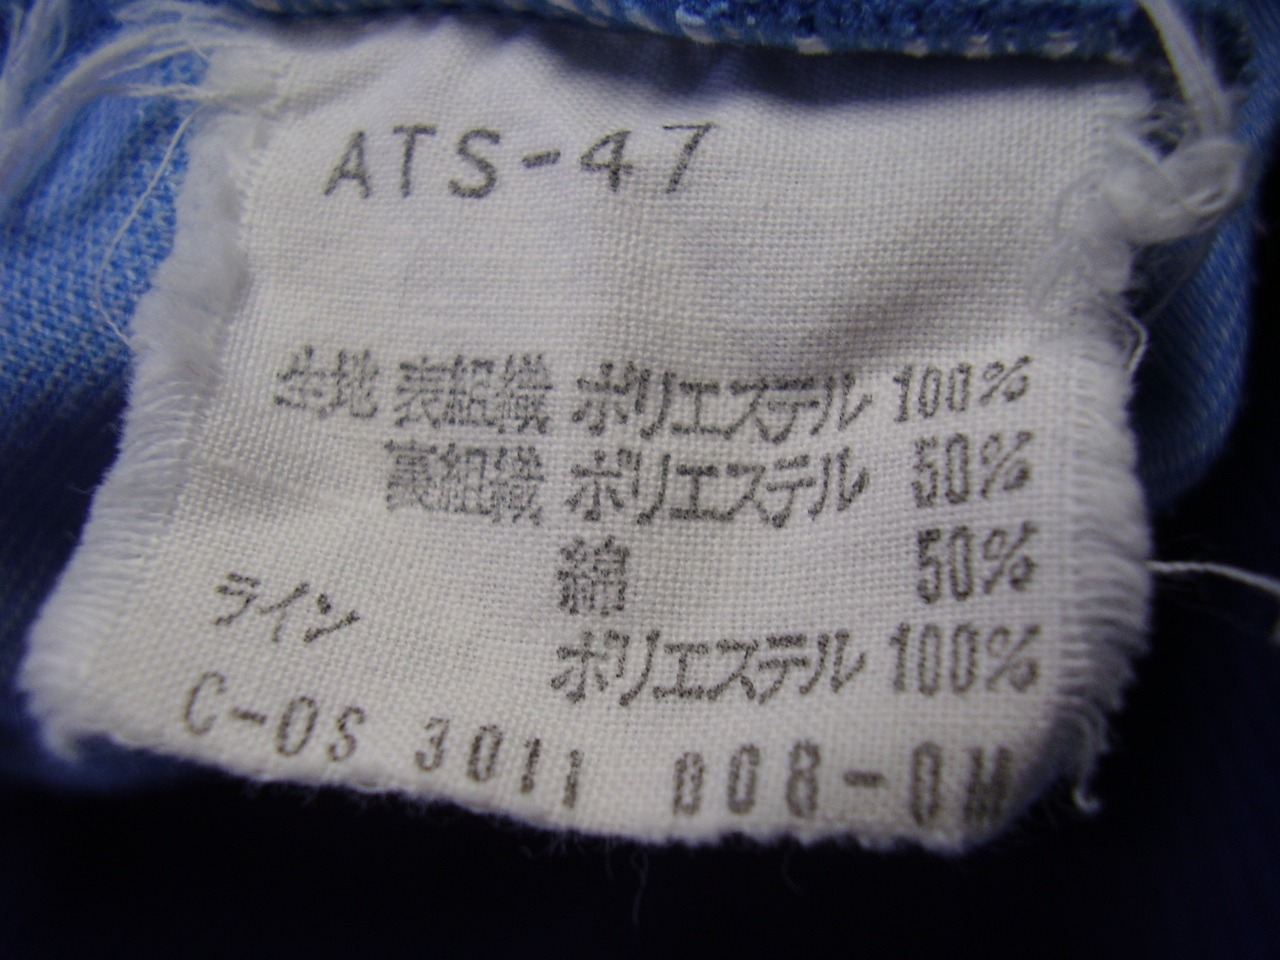 ATS-47
生地 表組織 ポリエステル 100%
裏組織 ポリエステル 50%
綿 50%
ライン ポリエステル 100%
C-OS 3011 008-0M